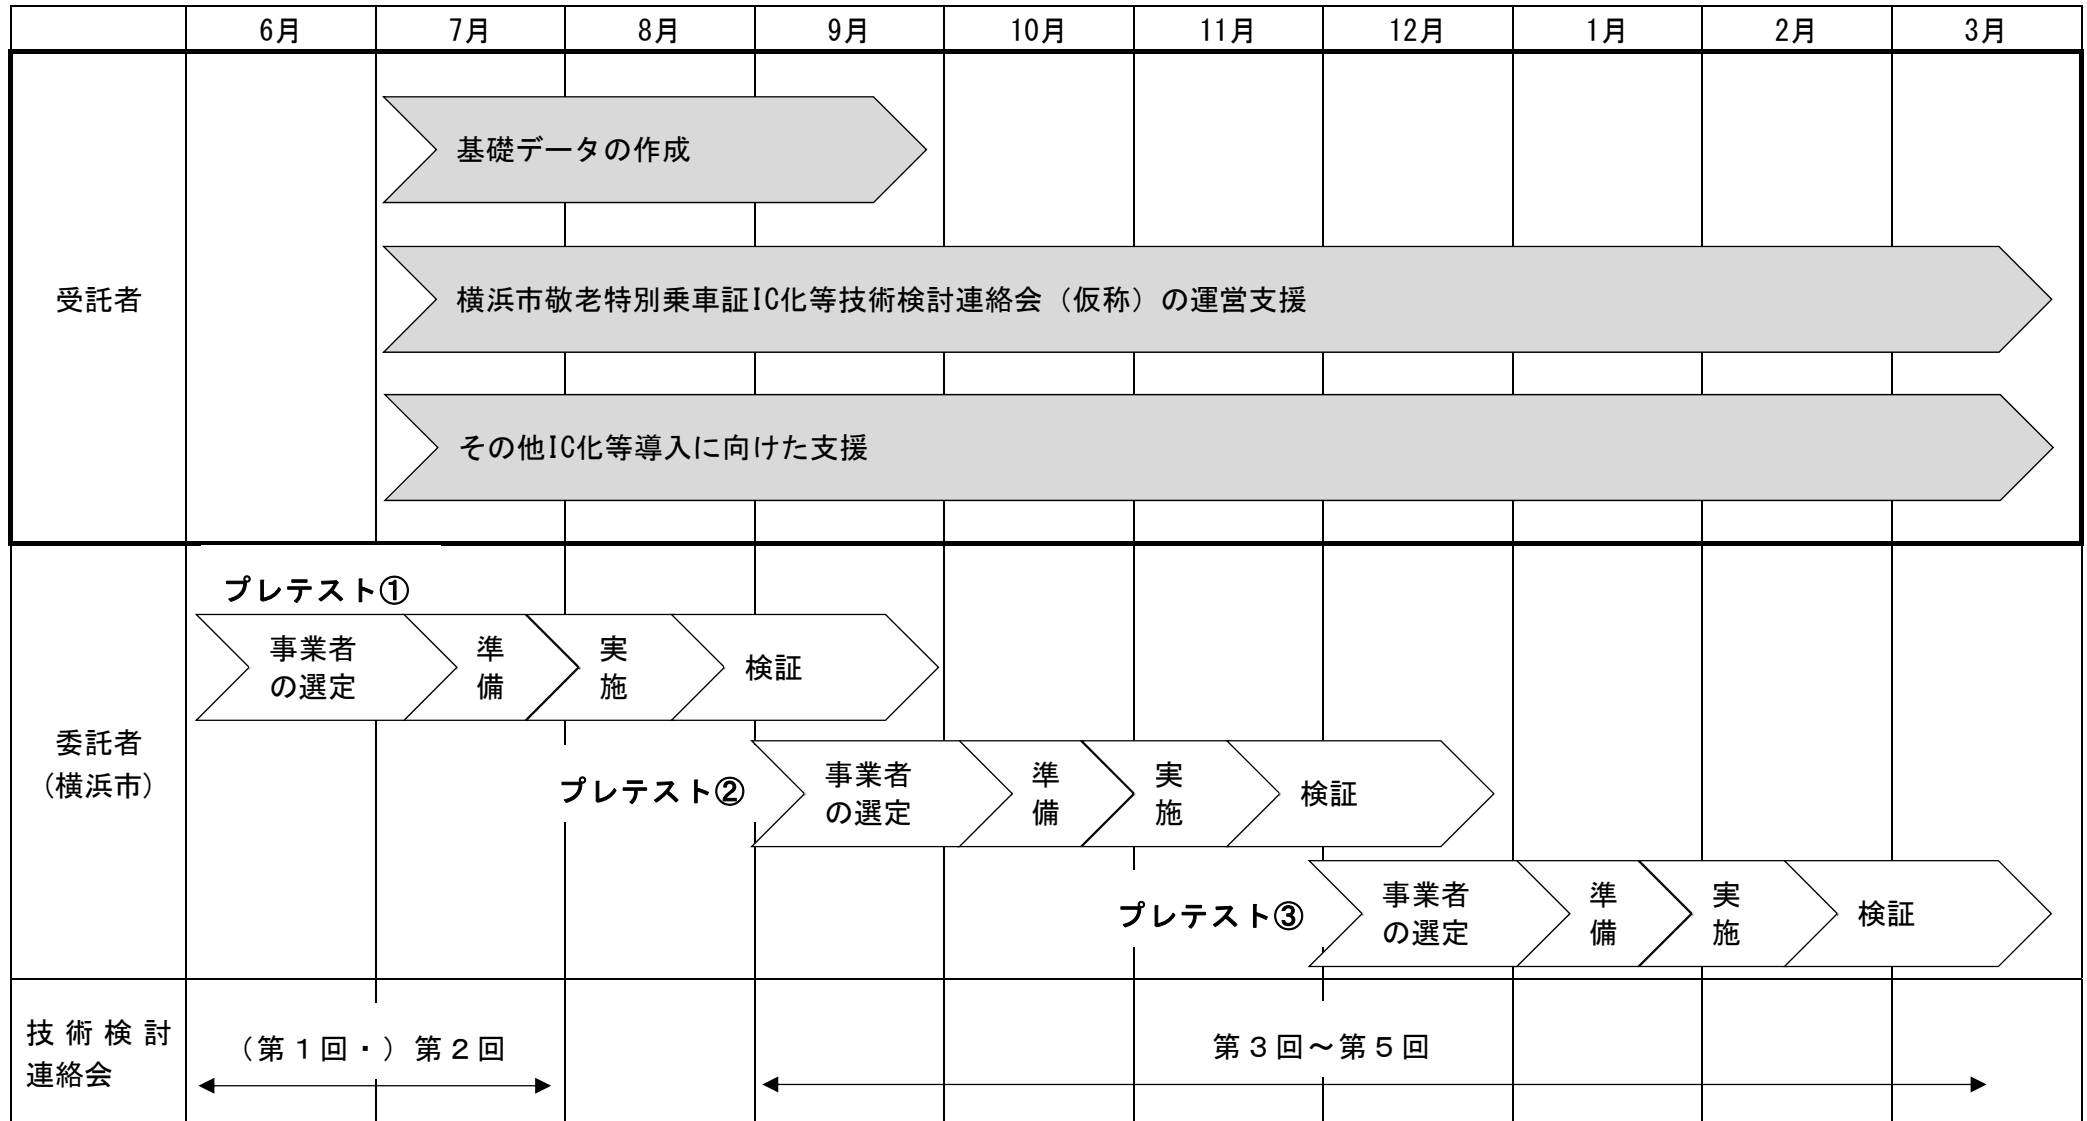 6月 7月 8月 9月 10月 11月 12月 1月 2月 3月
受託者
基礎データの作成
横浜市敬老特別乗車証IC化等技術検討連絡会（仮称）の運営支援
その他IC化等導入に向けた支援
委託者
（横浜市）
プレテスト①
事業者
の選定
準
備
実
施
検証
プレテスト②
事業者
の選定
準
備
実
施
検証
プレテスト③
事業者
の選定
準
備
実
施
検証
技術検討
連絡会
（第１回・）第２回
第３回～第５回